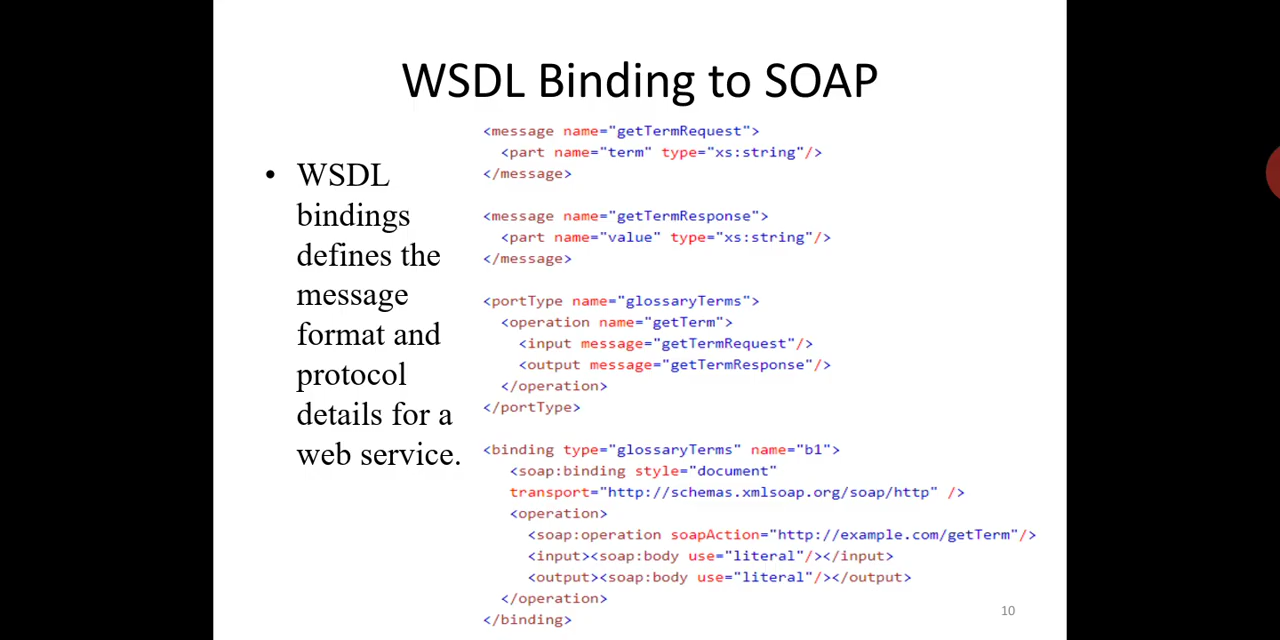 WSDL Binding to SOAP
• WSDL
bindings
defines the
message
format and
protocol
details for a
web service.
<message name="getTermRequest">
<part name="term" type="xs:string"/>
</message>
<message name="getTermResponse">
<part name="value" type="xs:string"/>
</message>
<portType name="glossaryTerms">
<operation name="getTerm">
<input message="getTermRequest"/>
<output message="getTermResponse"/>
</operation>
</portType>
<binding type="glossaryTerms" name="b1">
<soap:binding style="document"
transport="http://schemas.xmlsoap.org/soap/http" />
<operation>
<soap:operation soapAction="http://example.com/getTerm"/>
<input><soap:body use="literal"/></input>
<output><soap:body use="literal"/></output>
</operation>
</binding>
10